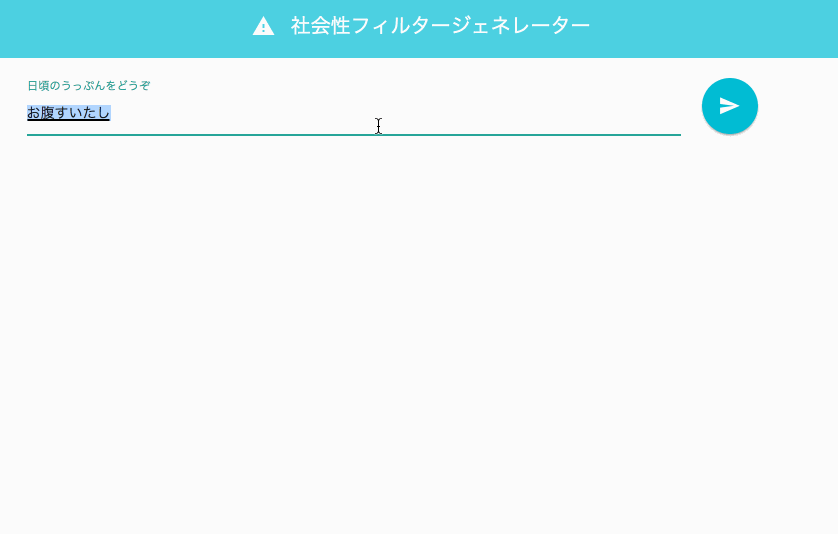 社会性フィルタージェネレーター
日頃のうっぷんをどうぞ
お腹すいたし